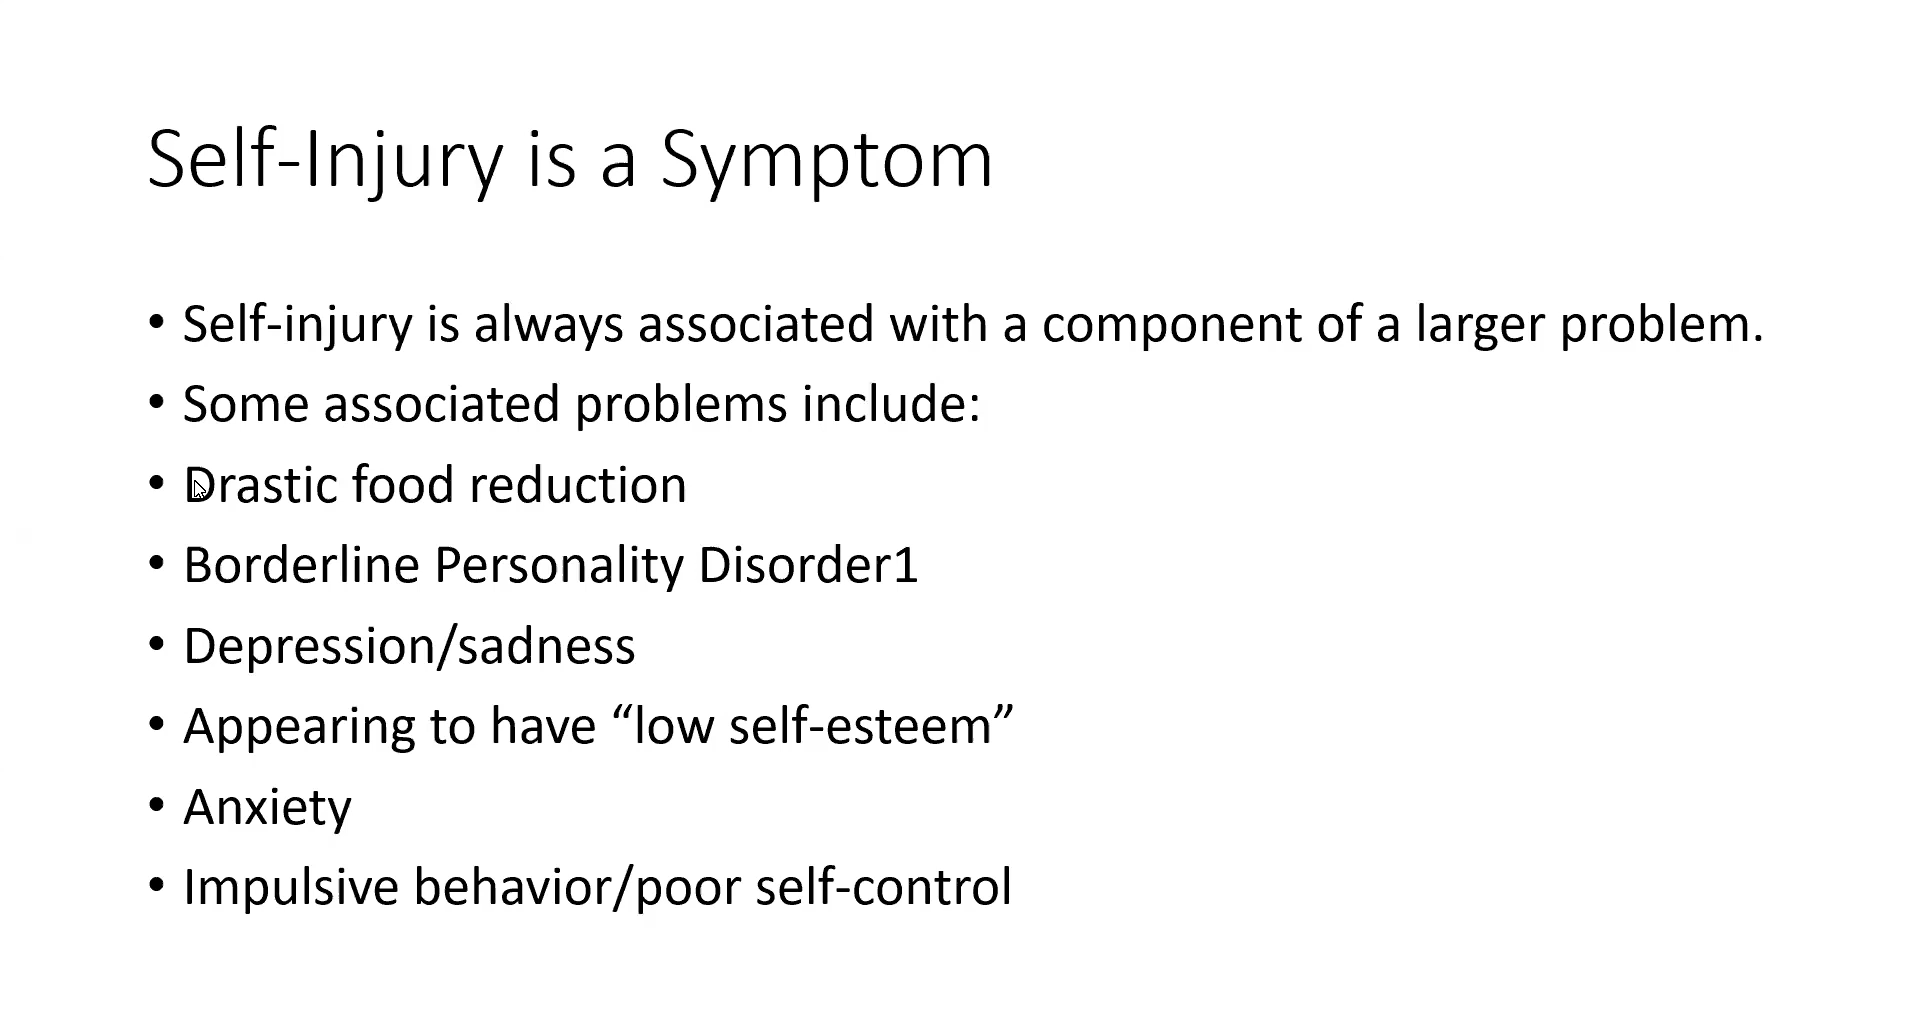 Self-Injury is a Symptom
• Self-injury is always associated with a component of a larger problem.
• Some associated problems include:
• Drastic food reduction
• Borderline Personality Disorder1
• Depression/sadness
• Appearing to have “low self-esteem”
• Anxiety
• Impulsive behavior/poor self-control